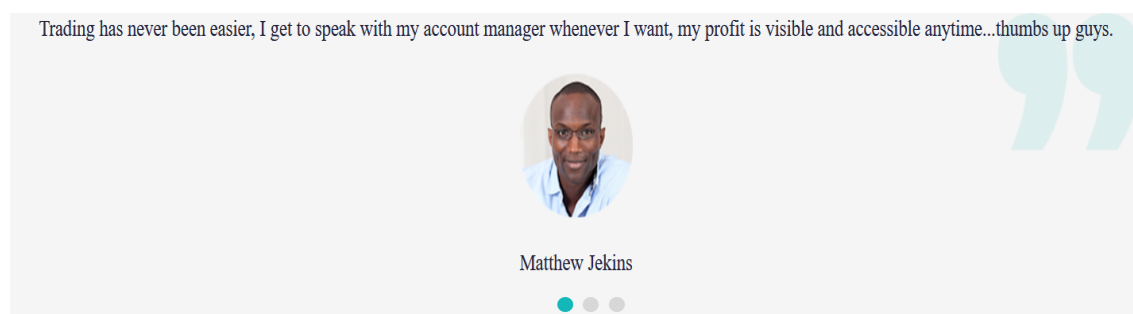 Trading has never been easier, I get to speak with my account manager whenever I want, my profit is visible and accessible anytime...thumbs up guys.
Matthew Jekins